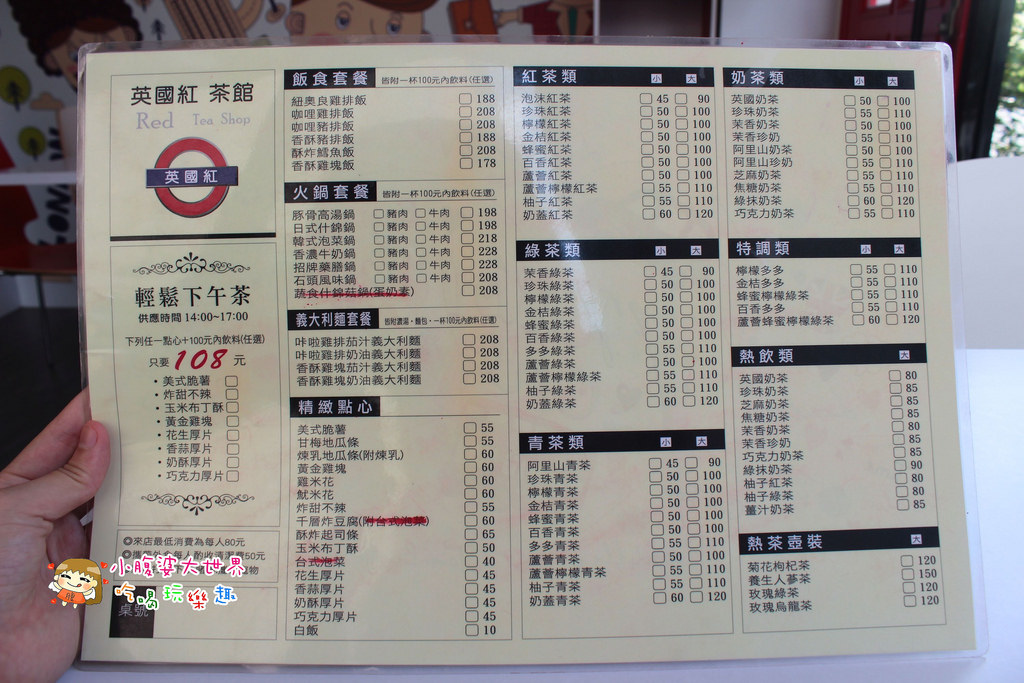 英國紅 茶館
Red Tea Shop
英國紅
輕鬆下午茶
供應時間 14:00~17:00
下列任一點心+100元內飲料(任選)
只要 108 元
・美式脆薯
・炸甜不辣
・玉米布丁酥
・黃金雞塊
・花生厚片
・香蒜厚片
・奶酥厚片
・巧克力厚片
◎來店最低消費為每人80元
桌號
小腹婆大世界
吃喝玩樂趣
飯食套餐 皆附一杯100元內飲料(任選)
紐奧良雞排飯 188
咖哩雞排飯 208
咖哩豬排飯 208
香酥豬排飯 188
酥炸鱈魚飯 208
香酥雞塊飯 178
火鍋套餐 皆附一杯100元內飲料(任選)
豚骨高湯鍋 豬肉 牛肉 198
日式什錦鍋 豬肉 牛肉 198
韓式泡菜鍋 豬肉 牛肉 218
香濃牛奶鍋 豬肉 牛肉 228
招牌藥膳鍋 豬肉 牛肉 228
石頭風味鍋 豬肉 牛肉 208
蔬食什錦菇鍋(蛋奶素) 208
義大利麵套餐 皆附濃湯、麵包、一杯100元內飲料(任選)
咔啦雞排茄汁義大利麵 208
咔啦雞排奶油義大利麵 208
香酥雞塊茄汁義大利麵 208
香酥雞塊奶油義大利麵 208
精緻點心
美式脆薯 55
甘梅地瓜條 55
煉乳地瓜條(附煉乳) 60
黃金雞塊 60
雞米花 60
魷米花 60
炸甜不辣 55
千層炸豆腐(附台式泡菜) 60
酥炸起司條 65
玉米布丁酥 50
台式泡菜 40
花生厚片 45
香蒜厚片 45
奶酥厚片 45
巧克力厚片 45
白飯 10
紅茶類 小 大
泡沫紅茶 45 90
珍珠紅茶 50 100
檸檬紅茶 50 100
金桔紅茶 50 100
蜂蜜紅茶 50 100
百香紅茶 50 100
蘆薈紅茶 50 100
蘆薈檸檬紅茶 55 110
柚子紅茶 55 110
奶蓋紅茶 60 120
綠茶類 小 大
茉香綠茶 45 90
珍珠綠茶 50 100
檸檬綠茶 50 100
金桔綠茶 50 100
蜂蜜綠茶 50 100
百香綠茶 50 100
多多綠茶 55 110
蘆薈綠茶 50 100
蘆薈檸檬綠茶 55 110
柚子綠茶 55 110
奶蓋綠茶 60 120
青茶類 小 大
阿里山青茶 45 90
珍珠青茶 50 100
檸檬青茶 50 100
金桔青茶 50 100
蜂蜜青茶 50 100
百香青茶 50 100
多多青茶 55 110
蘆薈青茶 50 100
蘆薈檸檬青茶 55 110
柚子青茶 55 110
奶蓋青茶 60 120
奶茶類 小 大
英國奶茶 50 100
珍珠奶茶 55 110
茉香奶茶 50 100
茉香珍奶 55 110
阿里山奶茶 50 100
阿里山珍奶 55 110
芝麻奶茶 55 110
焦糖奶茶 55 110
綠抹奶茶 60 120
巧克力奶茶 55 110
特調類 小 大
檸檬多多 55 110
金桔多多 55 110
蜂蜜檸檬綠茶 55 110
百香多多 55 110
蘆薈蜂蜜檸檬綠茶 60 120
熱飲類 大
英國奶茶 80
珍珠奶茶 85
芝麻奶茶 85
焦糖奶茶 85
茉香奶茶 80
茉香珍奶 85
巧克力奶茶 85
綠抹奶茶 90
柚子紅茶 80
柚子綠茶 80
薑汁奶茶 85
熱茶壺裝 大
菊花枸杞茶 120
養生人蔘茶 150
玫瑰綠茶 120
玫瑰烏龍茶 120